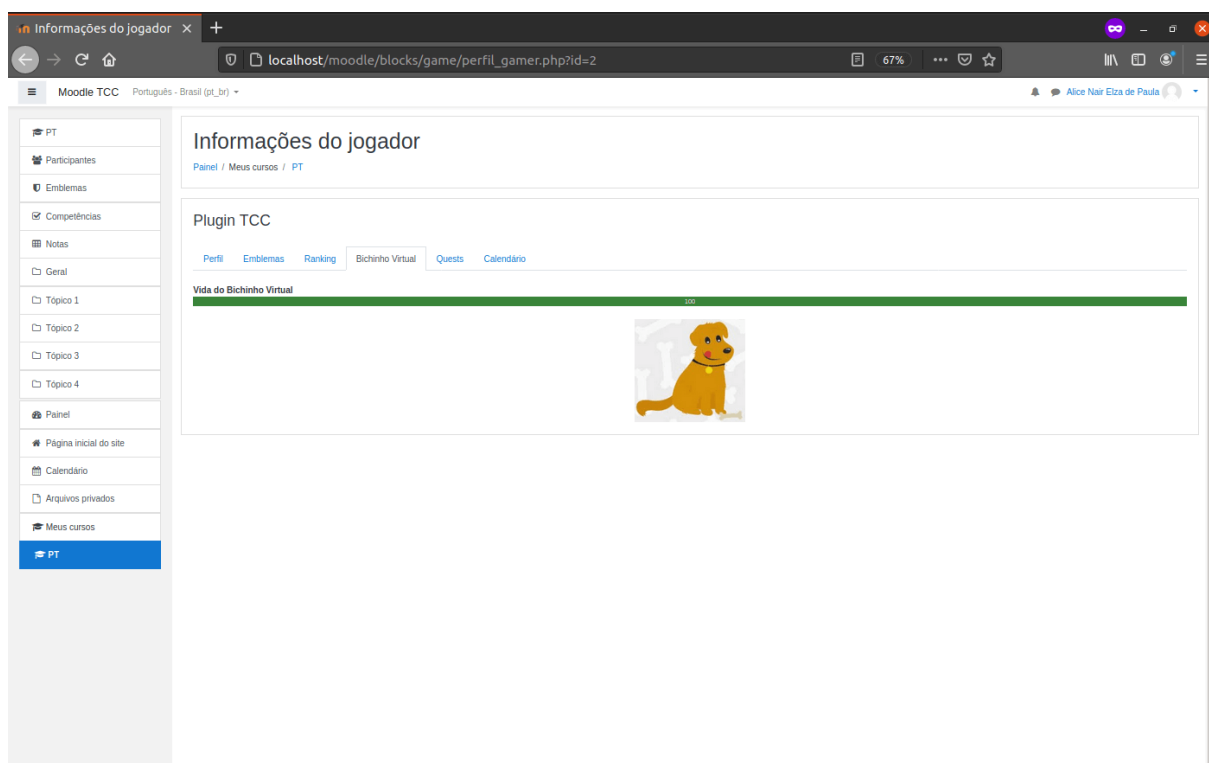 Informações do jogador
localhost/moodle/blocks/game/perfil_gamer.php?id=2
67%
Moodle TCC Português - Brasil (pt_br)
Alice Nair Elza de Paula
PT
Participantes
Emblemas
Competências
Notas
Geral
Tópico 1
Tópico 2
Tópico 3
Tópico 4
Painel
Página inicial do site
Calendário
Arquivos privados
Meus cursos
PT
Informações do jogador
Painel / Meus cursos / PT
Plugin TCC
Perfil Emblemas Ranking Bichinho Virtual Quests Calendário
Vida do Bichinho Virtual
100